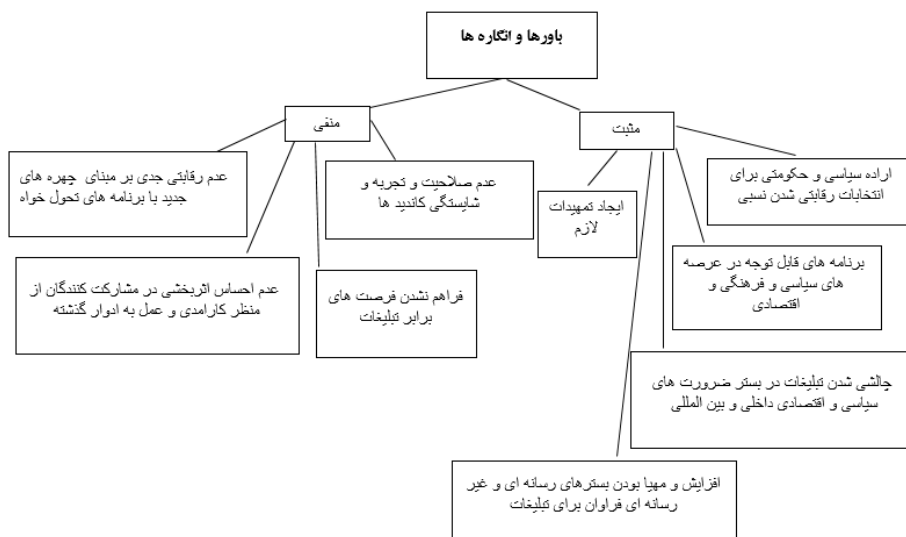 باورها و انگاره ها
مثبت
منفی
اراده سیاسی و حکومتی برای
انتخابات رقابتی شدن نسبی
برنامه های قابل توجه در عرصه
های سیاسی و فرهنگی و
اقتصادی
چالشی شدن تبلیغات در بستر ضرورت های
سیاسی و اقتصادی داخلی و بین المللی
افزایش و مهیا بودن بسترهای رسانه ای و غیر
رسانه ای فراوان برای تبلیغات
ایجاد تمهیدات
لازم
عدم صلاحیت و تجربه و
شایستگی کاندید ها
فراهم نشدن فرصت های
برابر تبلیغات
عدم احساس اثربخشی در مشارکت کنندگان از
منظر کارامدی و عمل به ادوار گذشته
عدم رقابتی جدی بر مبنای چهره های
جدید با برنامه های تحول خواه